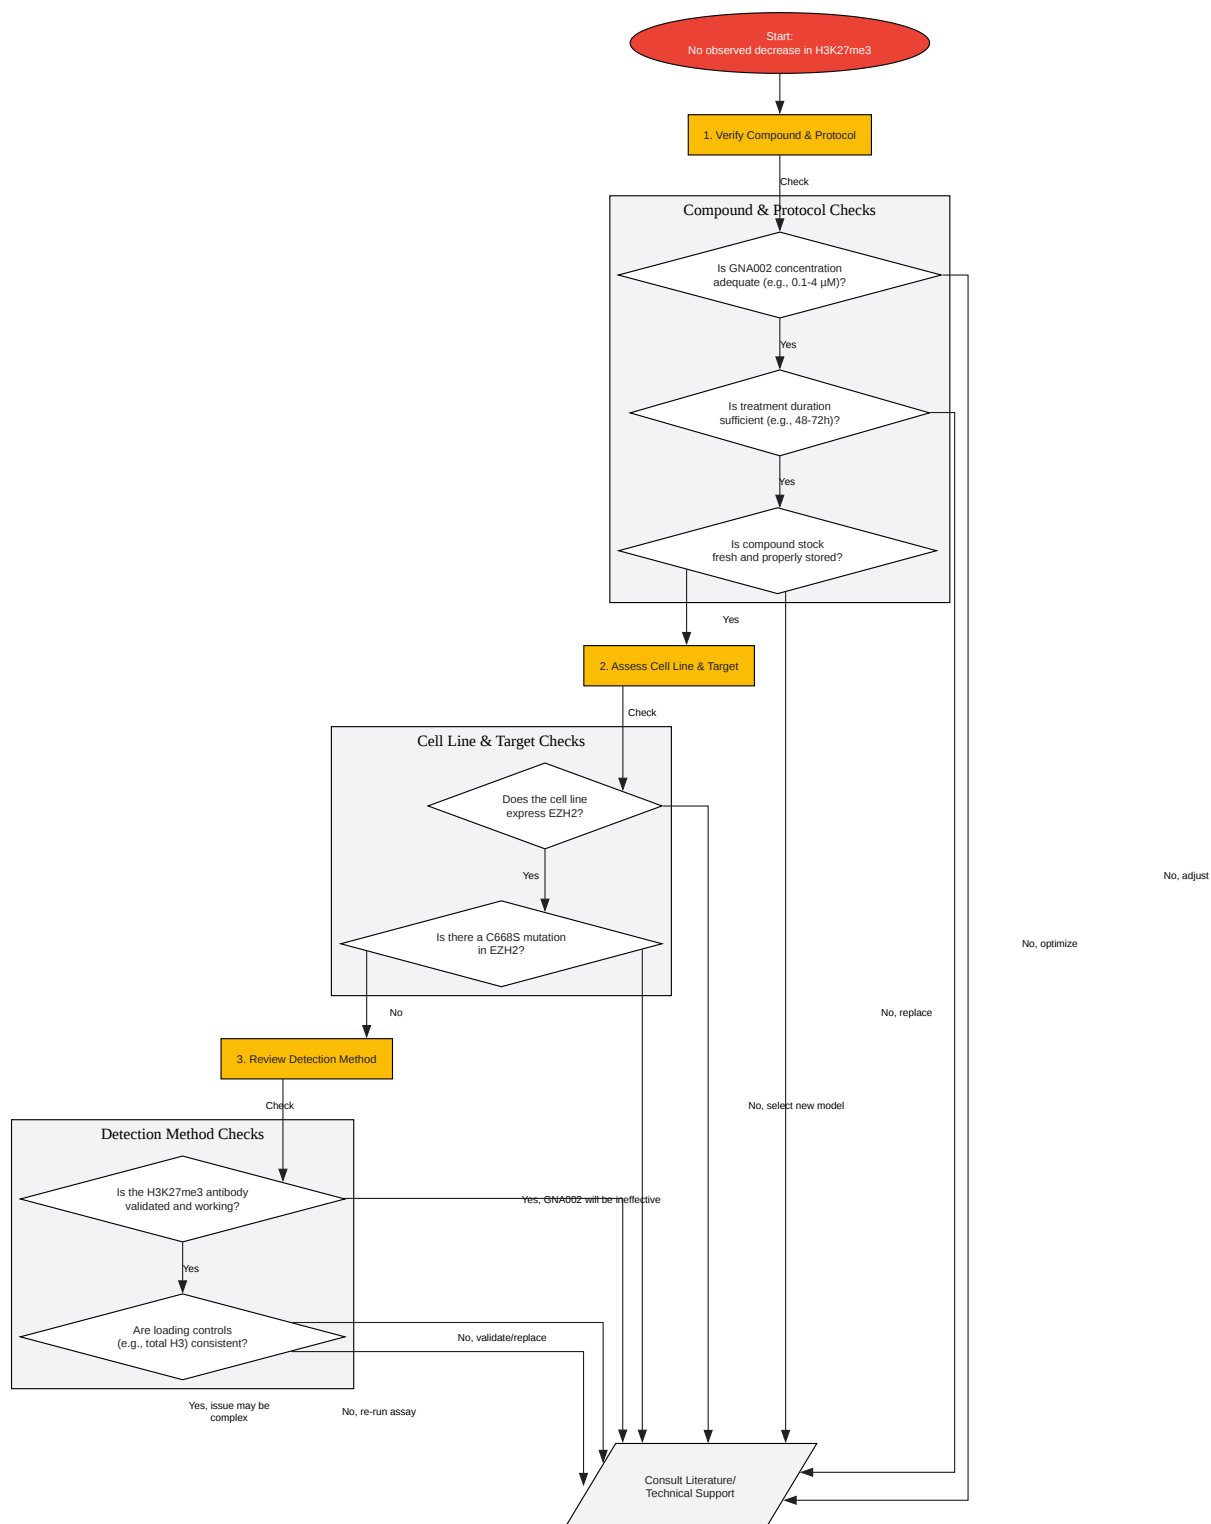 Start:
No observed decrease in H3K27me3
1. Verify Compound & Protocol
Check
Compound & Protocol Checks
Is GNA002 concentration
adequate (e.g., 0.1-4 µM)?
Yes
Is treatment duration
sufficient (e.g., 48-72h)?
Yes
Is compound stock
fresh and properly stored?
Yes
2. Assess Cell Line & Target
Check
Cell Line & Target Checks
Does the cell line
express EZH2?
Yes
No, adjust
Is there a C668S mutation
in EZH2?
No, optimize
No
No, replace
3. Review Detection Method
Check
No, select new model
Detection Method Checks
Is the H3K27me3 antibody
validated and working?
Yes, GNA002 will be ineffective
Yes
Are loading controls
(e.g., total H3) consistent?
No, validate/replace
Yes, issue may be
complex
No, re-run assay
Consult Literature/
Technical Support